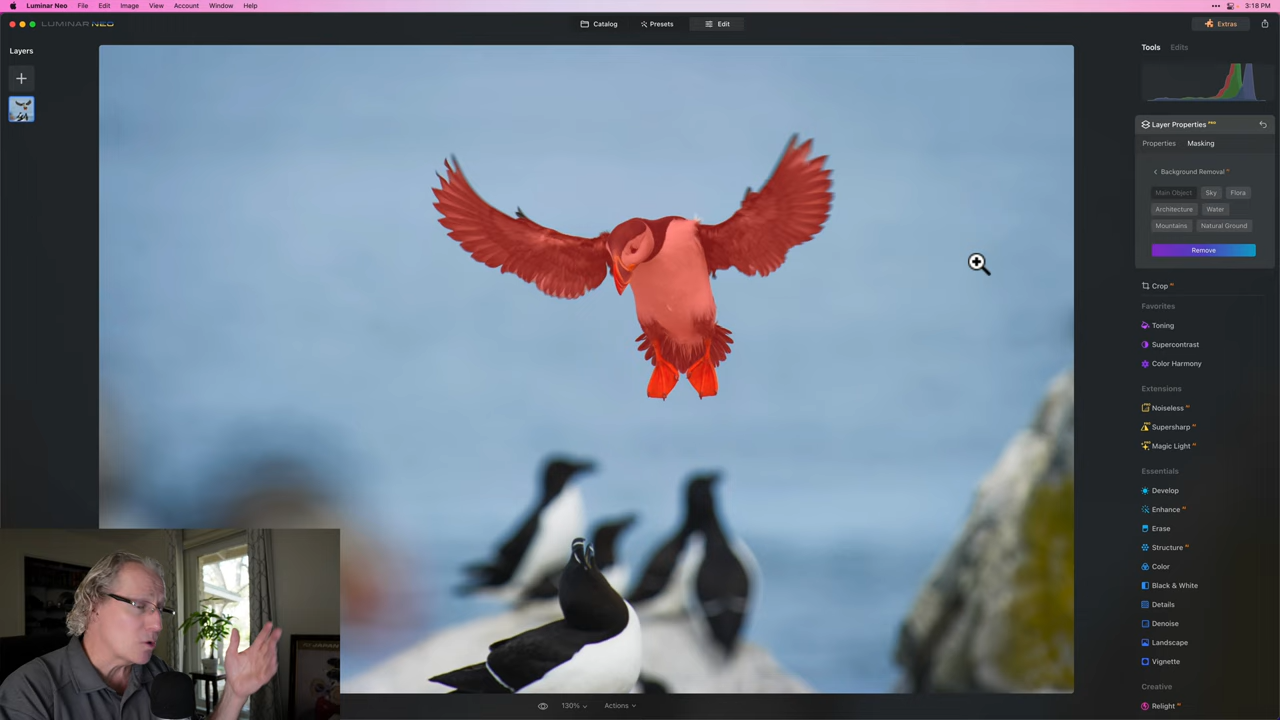 Luminar Neo File Edit Image View Account Window Help 3:18 PM
LUMINAR NEO Catalog Presets Edit Extras
Layers
Tools Edits
Layer Properties
Properties Masking
Background Removal
Main Object Sky Flora
Architecture Water
Mountains Natural Ground
Remove
Crop
Favorites
Toning
Supercontrast
Color Harmony
Extensions
Noiseless
Supersharp
Magic Light
Essentials
Develop
Enhance
Erase
Structure
Color
Black & White
Details
Denoise
Landscape
Vignette
Creative
Relight
130% Actions